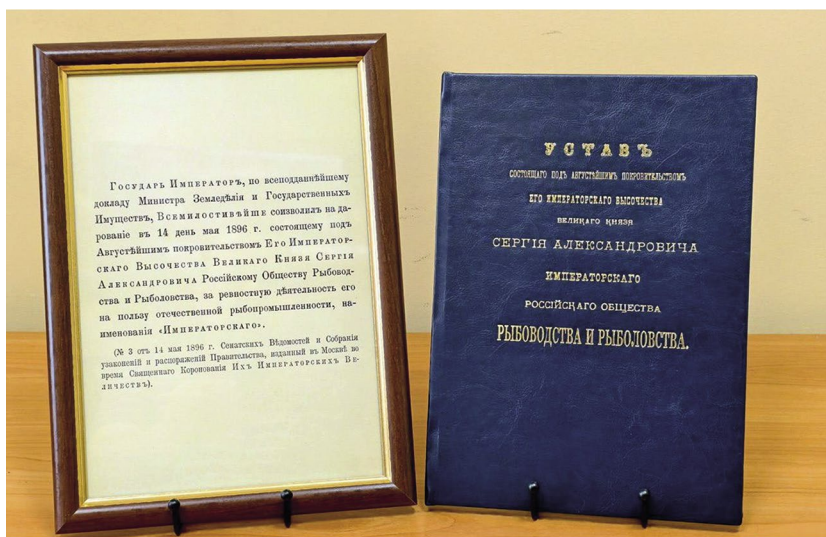 Государь Императоръ, по всеподданнѣйшему
докладу Министра Земледѣлія и Государственныхъ
Имуществъ, Всемилостивѣйше соизволилъ на да-
рованіе въ 14 день мая 1896 г. состоящему подъ
Августѣйшимъ покровительствомъ Его Император-
скаго Высочества Великаго Князя Сергія
Александровича Россійскому Обществу Рыбовод-
ства и Рыболовства, за ревностную дѣятельность его
на пользу отечественной рыбопромышленности, на-
именованія «Императорскаго».
(№ 3 отъ 14 мая 1896 г. Сенатскихъ Вѣдомостей и Собранія
узаконеній и распоряженій Правительства, изданный въ Москвѣ во
время Священнаго Коронованія Ихъ Императорскихъ Ве-
личествъ).
УСТАВЪ
СОСТОЯЩАГО ПОДЪ АВГУСТѢЙШИМЪ ПОКРОВИТЕЛЬСТВОМЪ
ЕГО ИМПЕРАТОРСКАГО ВЫСОЧЕСТВА
ВЕЛИКАГО КНЯЗЯ
СЕРГІЯ АЛЕКСАНДРОВИЧА
ИМПЕРАТОРСКАГО
РОССІЙСКАГО ОБЩЕСТВА
РЫБОВОДСТВА И РЫБОЛОВСТВА.